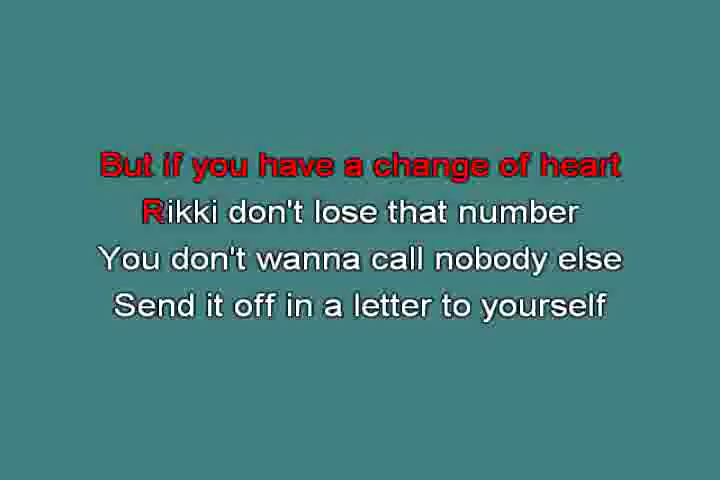 But if you have a change of heart
Rikki don't lose that number
You don't wanna call nobody else
Send it off in a letter to yourself